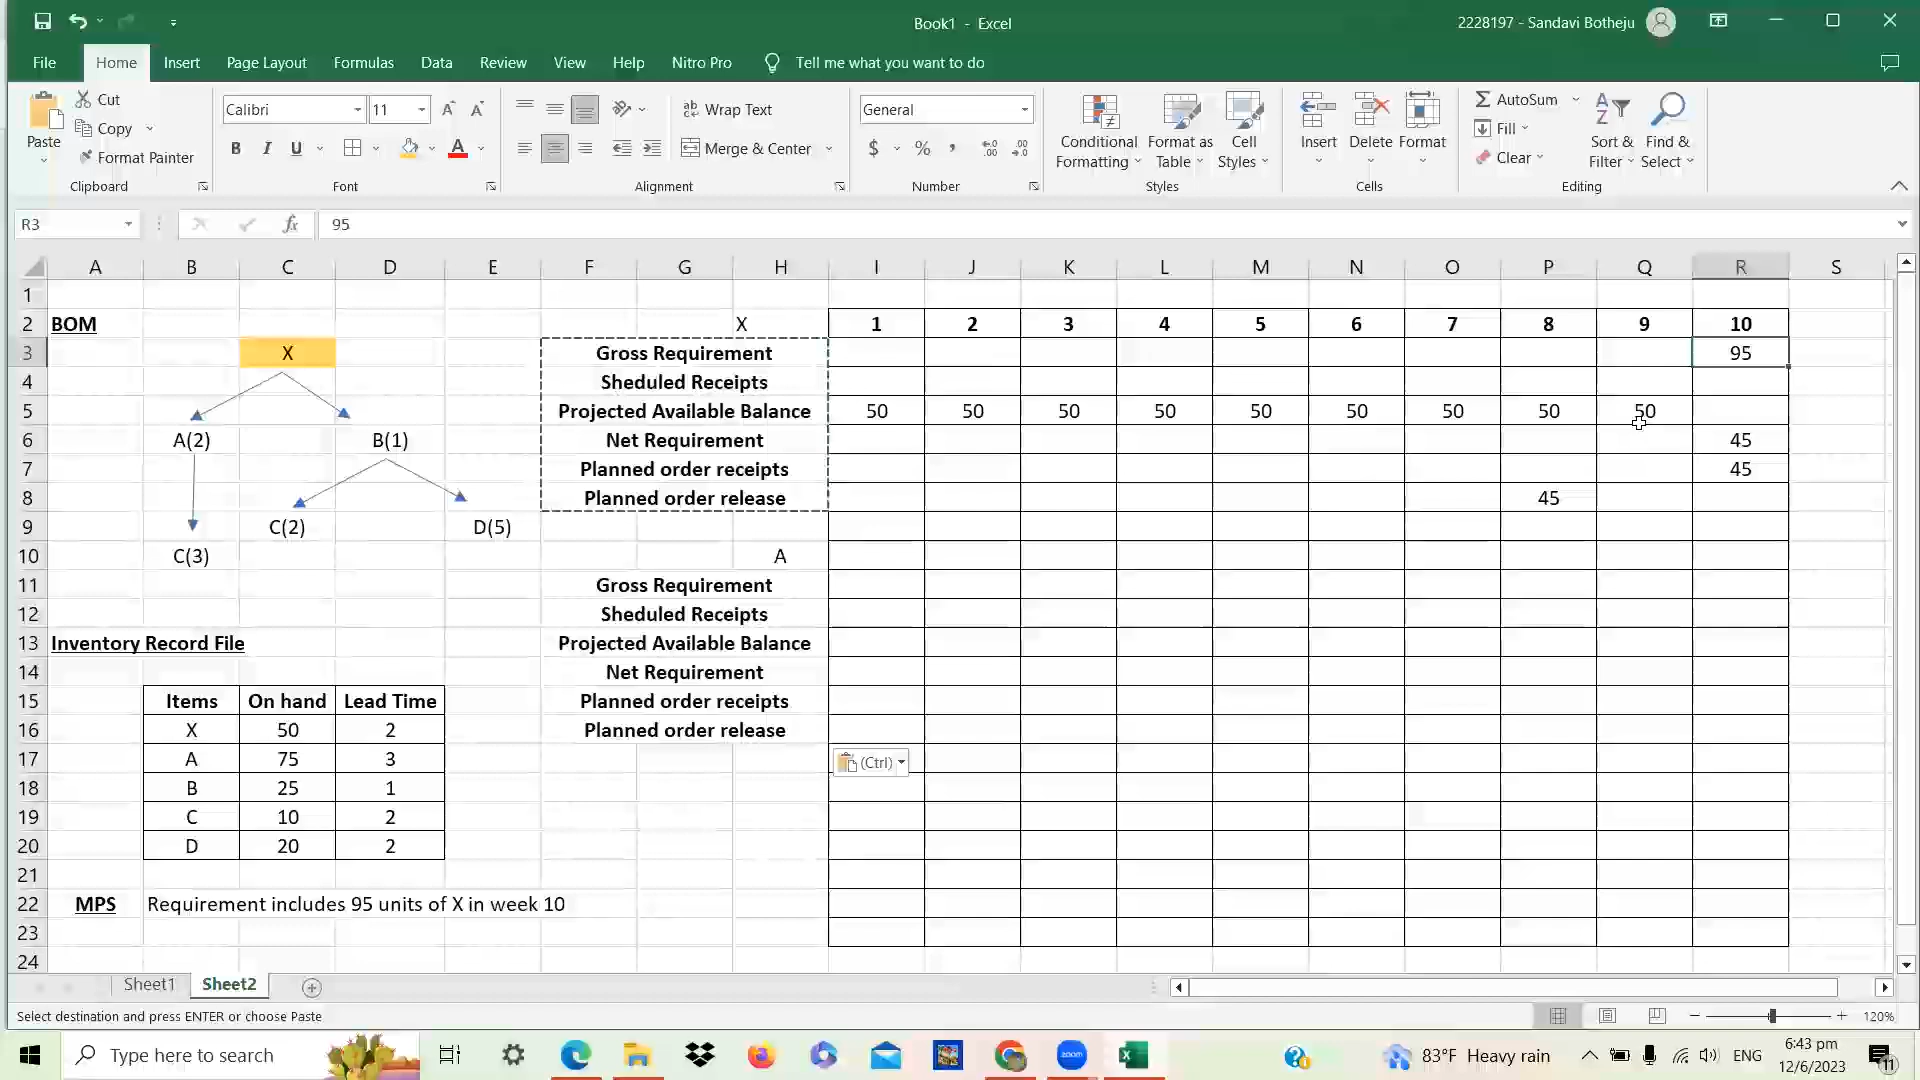 Book1 - Excel
2228197 - Sandavi Botheju
File Home Insert Page Layout Formulas Data Review View Help Nitro Pro Tell me what you want to do
Paste
Cut
Copy
Format Painter
Clipboard
Calibri 11
B I U
Font
Wrap Text
Merge & Center
Alignment
General
$ % ,
Number
Conditional Formatting
Format as Table
Cell Styles
Styles
Insert
Delete
Format
Cells
AutoSum
Fill
Clear
Sort & Filter
Find & Select
Editing
R3 fx 95
A B C D E F G H I J K L M N O P Q R S
1
2 BOM X 1 2 3 4 5 6 7 8 9 10
3 X Gross Requirement 95
4 Sheduled Receipts
5 Projected Available Balance 50 50 50 50 50 50 50 50 50
6 A(2) B(1) Net Requirement 45
7 Planned order receipts 45
8 Planned order release 45
9 C(2) D(5)
10 C(3) A
11 Gross Requirement
12 Sheduled Receipts
13 Inventory Record File Projected Available Balance
14 Net Requirement
15 Items On hand Lead Time Planned order receipts
16 X 50 2 Planned order release
17 A 75 3 (Ctrl)
18 B 25 1
19 C 10 2
20 D 20 2
21
22 MPS Requirement includes 95 units of X in week 10
23
24
Sheet1 Sheet2
Select destination and press ENTER or choose Paste
120%
Type here to search
zoom
83°F Heavy rain
ENG
6:43 pm
12/6/2023
11